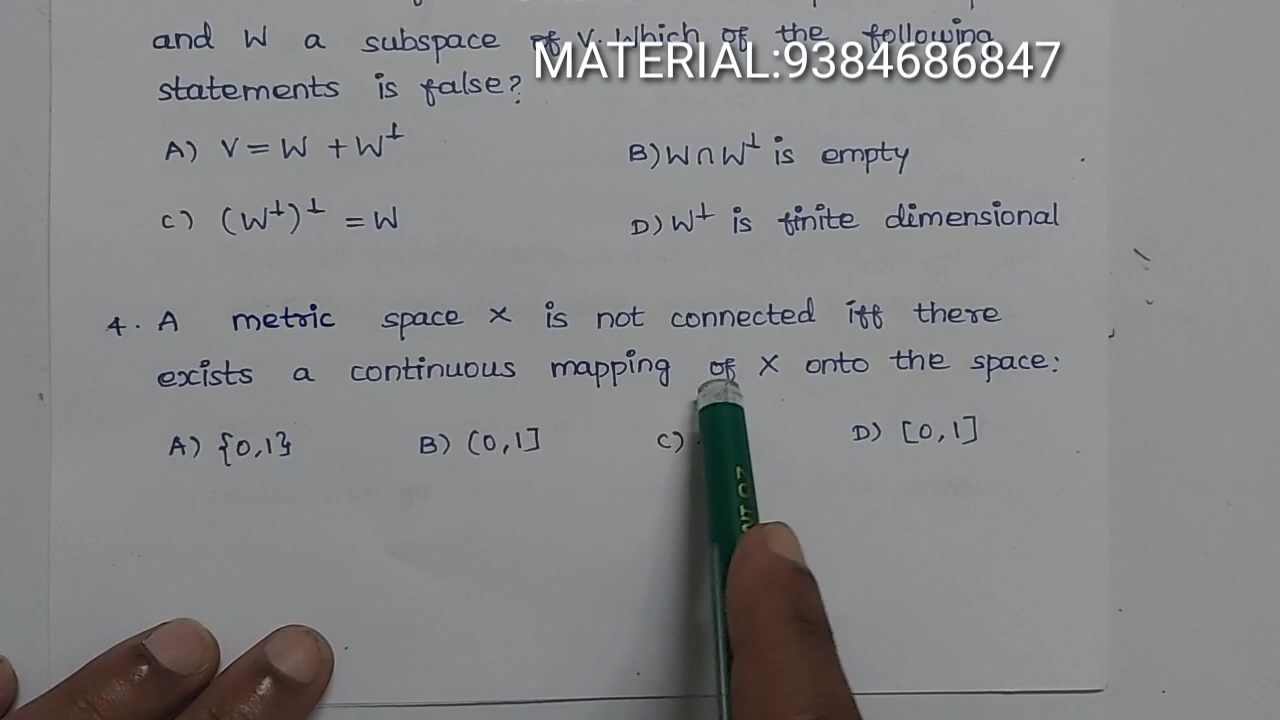 and W a subspace of V. Which of the following
MATERIAL:9384686847
statements is false?
A) V = W + W⊥
B) W ∩ W⊥ is empty
C) (W⊥)⊥ = W
D) W⊥ is finite dimensional
4. A metric space X is not connected iff there
exists a continuous mapping of X onto the space:
A) {0,1} B) (0,1] C) D) [0,1]